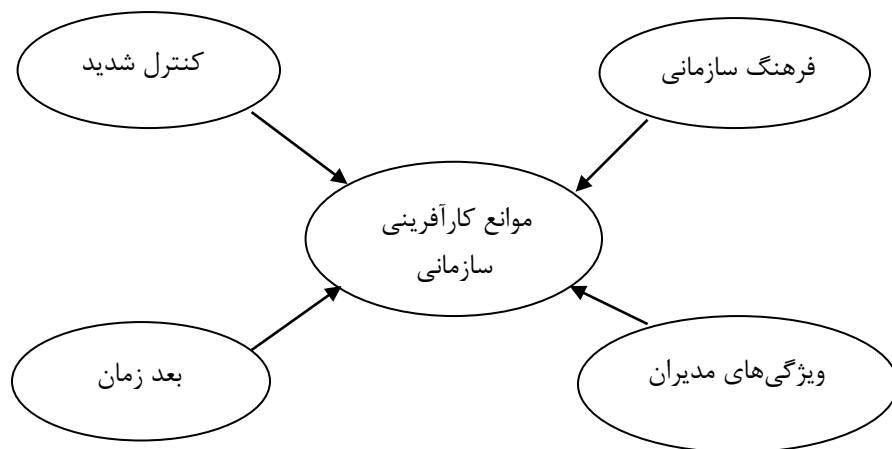 فرهنگ سازمانی
کنترل شدید
موانع کارآفرینی
سازمانی
ویژگی‌های مدیران
بعد زمان